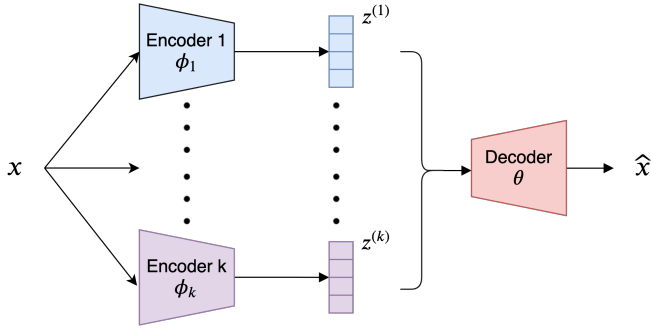 Encoder 1
ϕ₁
z⁽¹⁾
x
Decoder
θ
x̂
Encoder k
ϕₖ
z⁽ᵏ⁾